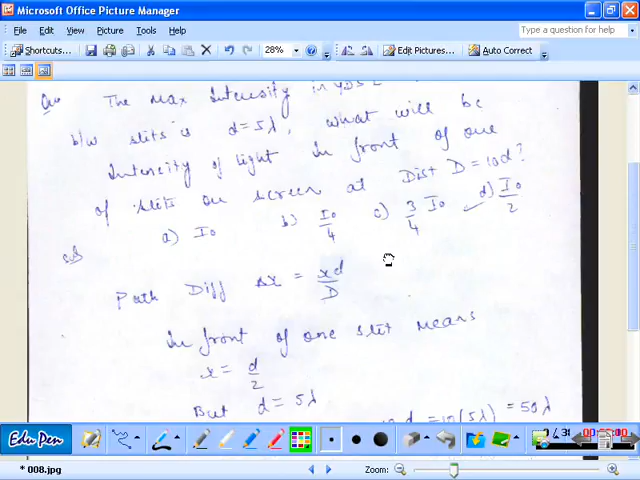 Microsoft Office Picture Manager
File Edit View Picture Tools Help
Type a question for help
Shortcuts... 28% Edit Pictures... Auto Correct
Qus The Max Intensity in YDSE
b/w slits is d=5λ, what will be
Intensity of light In front of one
of slits on screen at Dist D=10d?
a) I0 b) I0/4 c) 3/4 I0 d) I0/2
sol
Path Diff Δx = xd/D
In front of one slit means
x = d/2
But d = 5λ
d = 10(5λ) = 50λ
Edu Pen
* 008.jpg
Zoom: